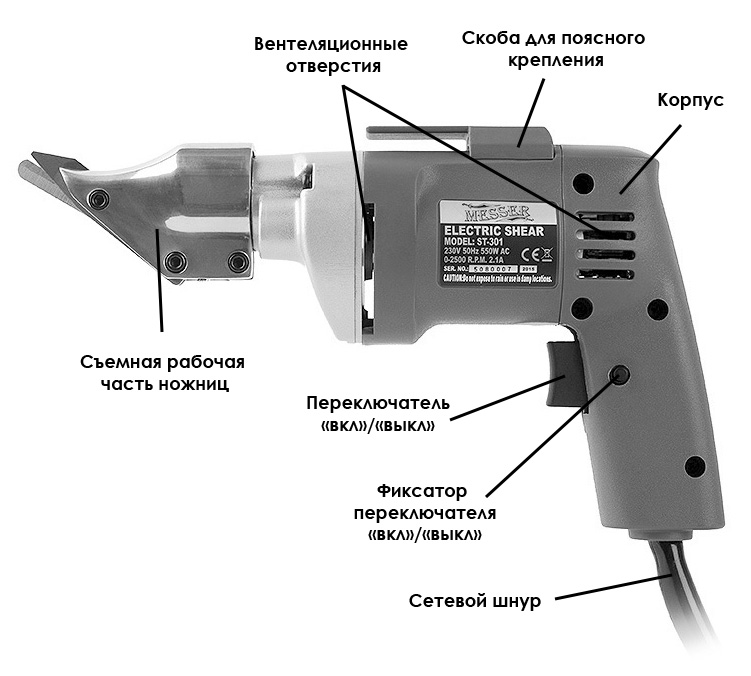 Вентеляционные
отверстия
Скоба для поясного
крепления
Корпус
MESSER
ELECTRIC SHEAR
MODEL: ST-301
230V 50Hz 550W AC
0-2500 R.P.M. 2.1A
SER. NO.: 5080007 2015
CAUTION:Do not expose to rain or use in damp locations.
Съемная рабочая
часть ножниц
Переключатель
«вкл»/«выкл»
Фиксатор
переключателя
«вкл»/«выкл»
Сетевой шнур